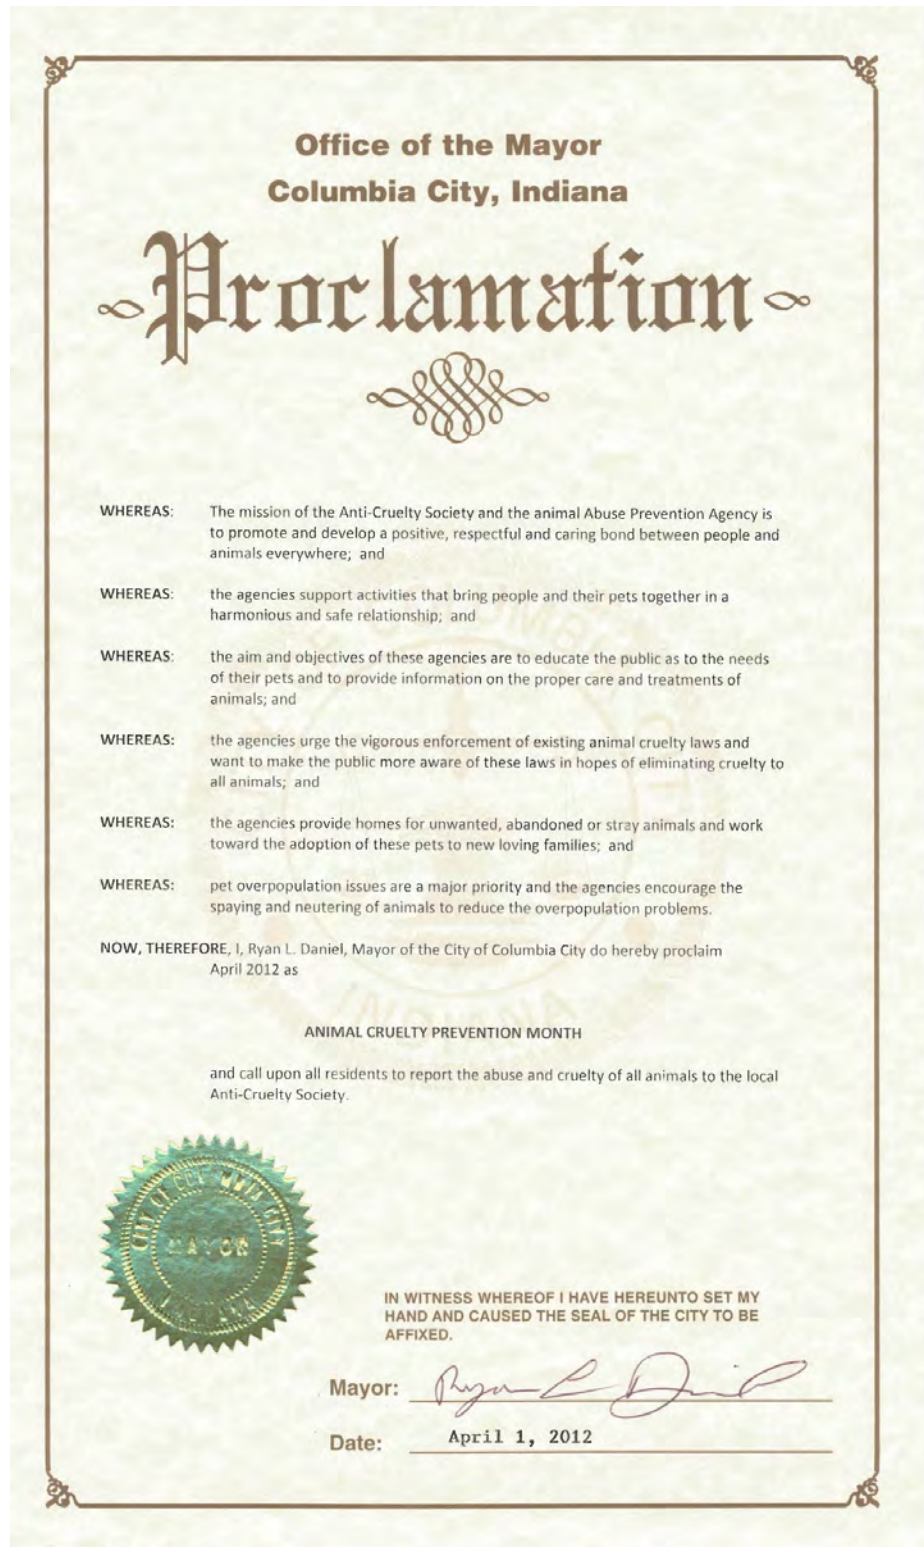 Office of the Mayor
Columbia City, Indiana
Proclamation
WHEREAS: The mission of the Anti-Cruelty Society and the animal Abuse Prevention Agency is
to promote and develop a positive, respectful and caring bond between people and
animals everywhere; and
WHEREAS: the agencies support activities that bring people and their pets together in a
harmonious and safe relationship; and
WHEREAS: the aim and objectives of these agencies are to educate the public as to the needs
of their pets and to provide information on the proper care and treatments of
animals; and
WHEREAS: the agencies urge the vigorous enforcement of existing animal cruelty laws and
want to make the public more aware of these laws in hopes of eliminating cruelty to
all animals; and
WHEREAS: the agencies provide homes for unwanted, abandoned or stray animals and work
toward the adoption of these pets to new loving families; and
WHEREAS: pet overpopulation issues are a major priority and the agencies encourage the
spaying and neutering of animals to reduce the overpopulation problems.
NOW, THEREFORE, I, Ryan L. Daniel, Mayor of the City of Columbia City do hereby proclaim
April 2012 as
ANIMAL CRUELTY PREVENTION MONTH
and call upon all residents to report the abuse and cruelty of all animals to the local
Anti-Cruelty Society.
CITY OF COLUMBIA CITY
MAYOR
INDIANA
IN WITNESS WHEREOF I HAVE HEREUNTO SET MY
HAND AND CAUSED THE SEAL OF THE CITY TO BE
AFFIXED.
Mayor: Ryan L Daniel
Date: April 1, 2012